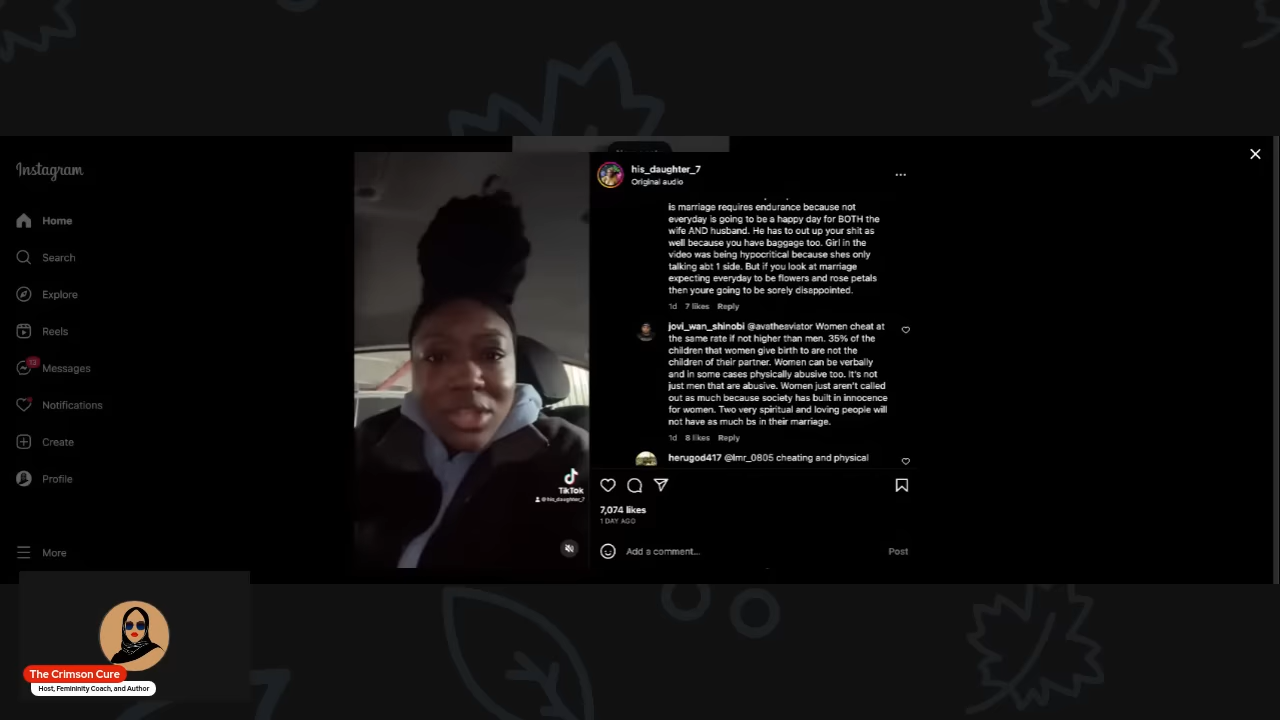 Instagram
Home
Search
Explore
Reels
13
Messages
Notifications
Create
Profile
More
TikTok
@his_daughter_7
his_daughter_7
Original audio
is marriage requires endurance because not
everyday is going to be a happy day for BOTH the
wife AND husband. He has to out up your shit as
well because you have baggage too. Girl in the
video was being hypocritical because shes only
talking abt 1 side. But if you look at marriage
expecting everyday to be flowers and rose petals
then youre going to be sorely disappointed.
1d 7 likes Reply
jovi_wan_shinobi @avatheaviator Women cheat at
the same rate if not higher than men. 35% of the
children that women give birth to are not the
children of their partner. Women can be verbally
and in some cases physically abusive too. It's not
just men that are abusive. Women just aren't called
out as much because society has built in innocence
for women. Two very spiritual and loving people will
not have as much bs in their marriage.
1d 8 likes Reply
herugod417 @lmr_0805 cheating and physical
7,074 likes
1 DAY AGO
Add a comment...
Post
The Crimson Cure
Host, Femininity Coach, and Author